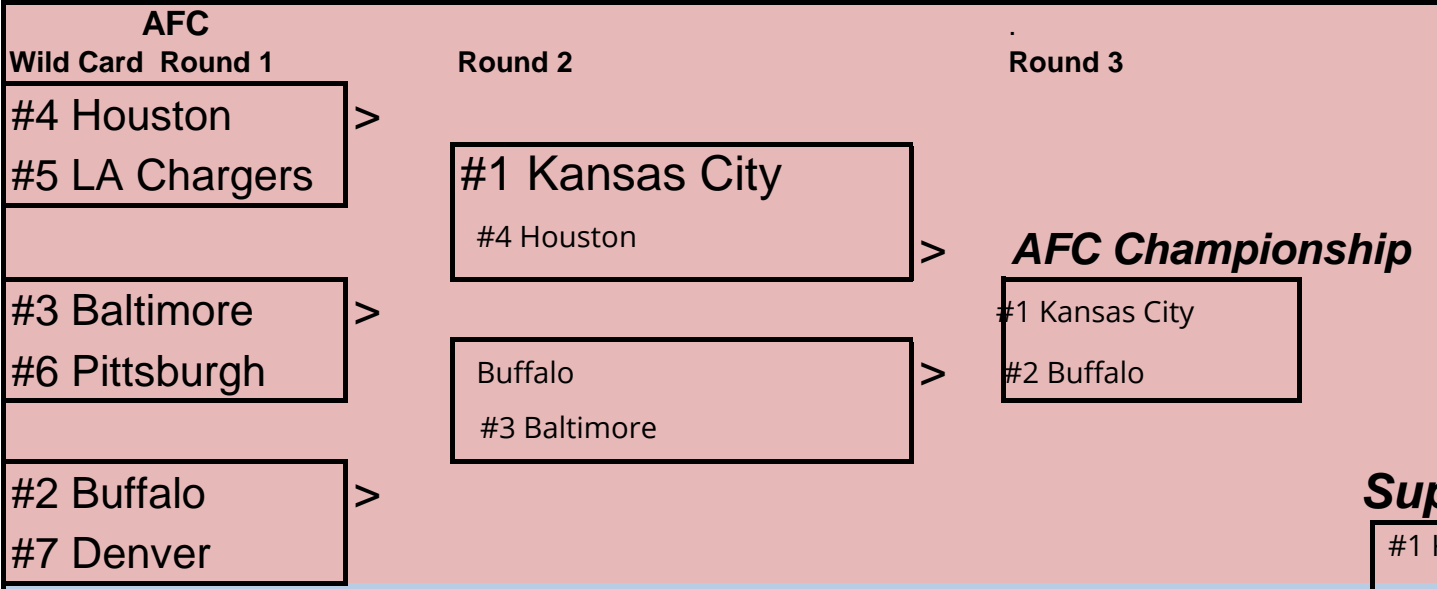 AFC
.
Wild Card Round 1
Round 2
Round 3
#4 Houston
>
#5 LA Chargers
#1 Kansas City
#4 Houston
>
AFC Championship
#3 Baltimore
>
#1 Kansas City
#6 Pittsburgh
Buffalo
>
#2 Buffalo
#3 Baltimore
#2 Buffalo
>
#7 Denver
#1